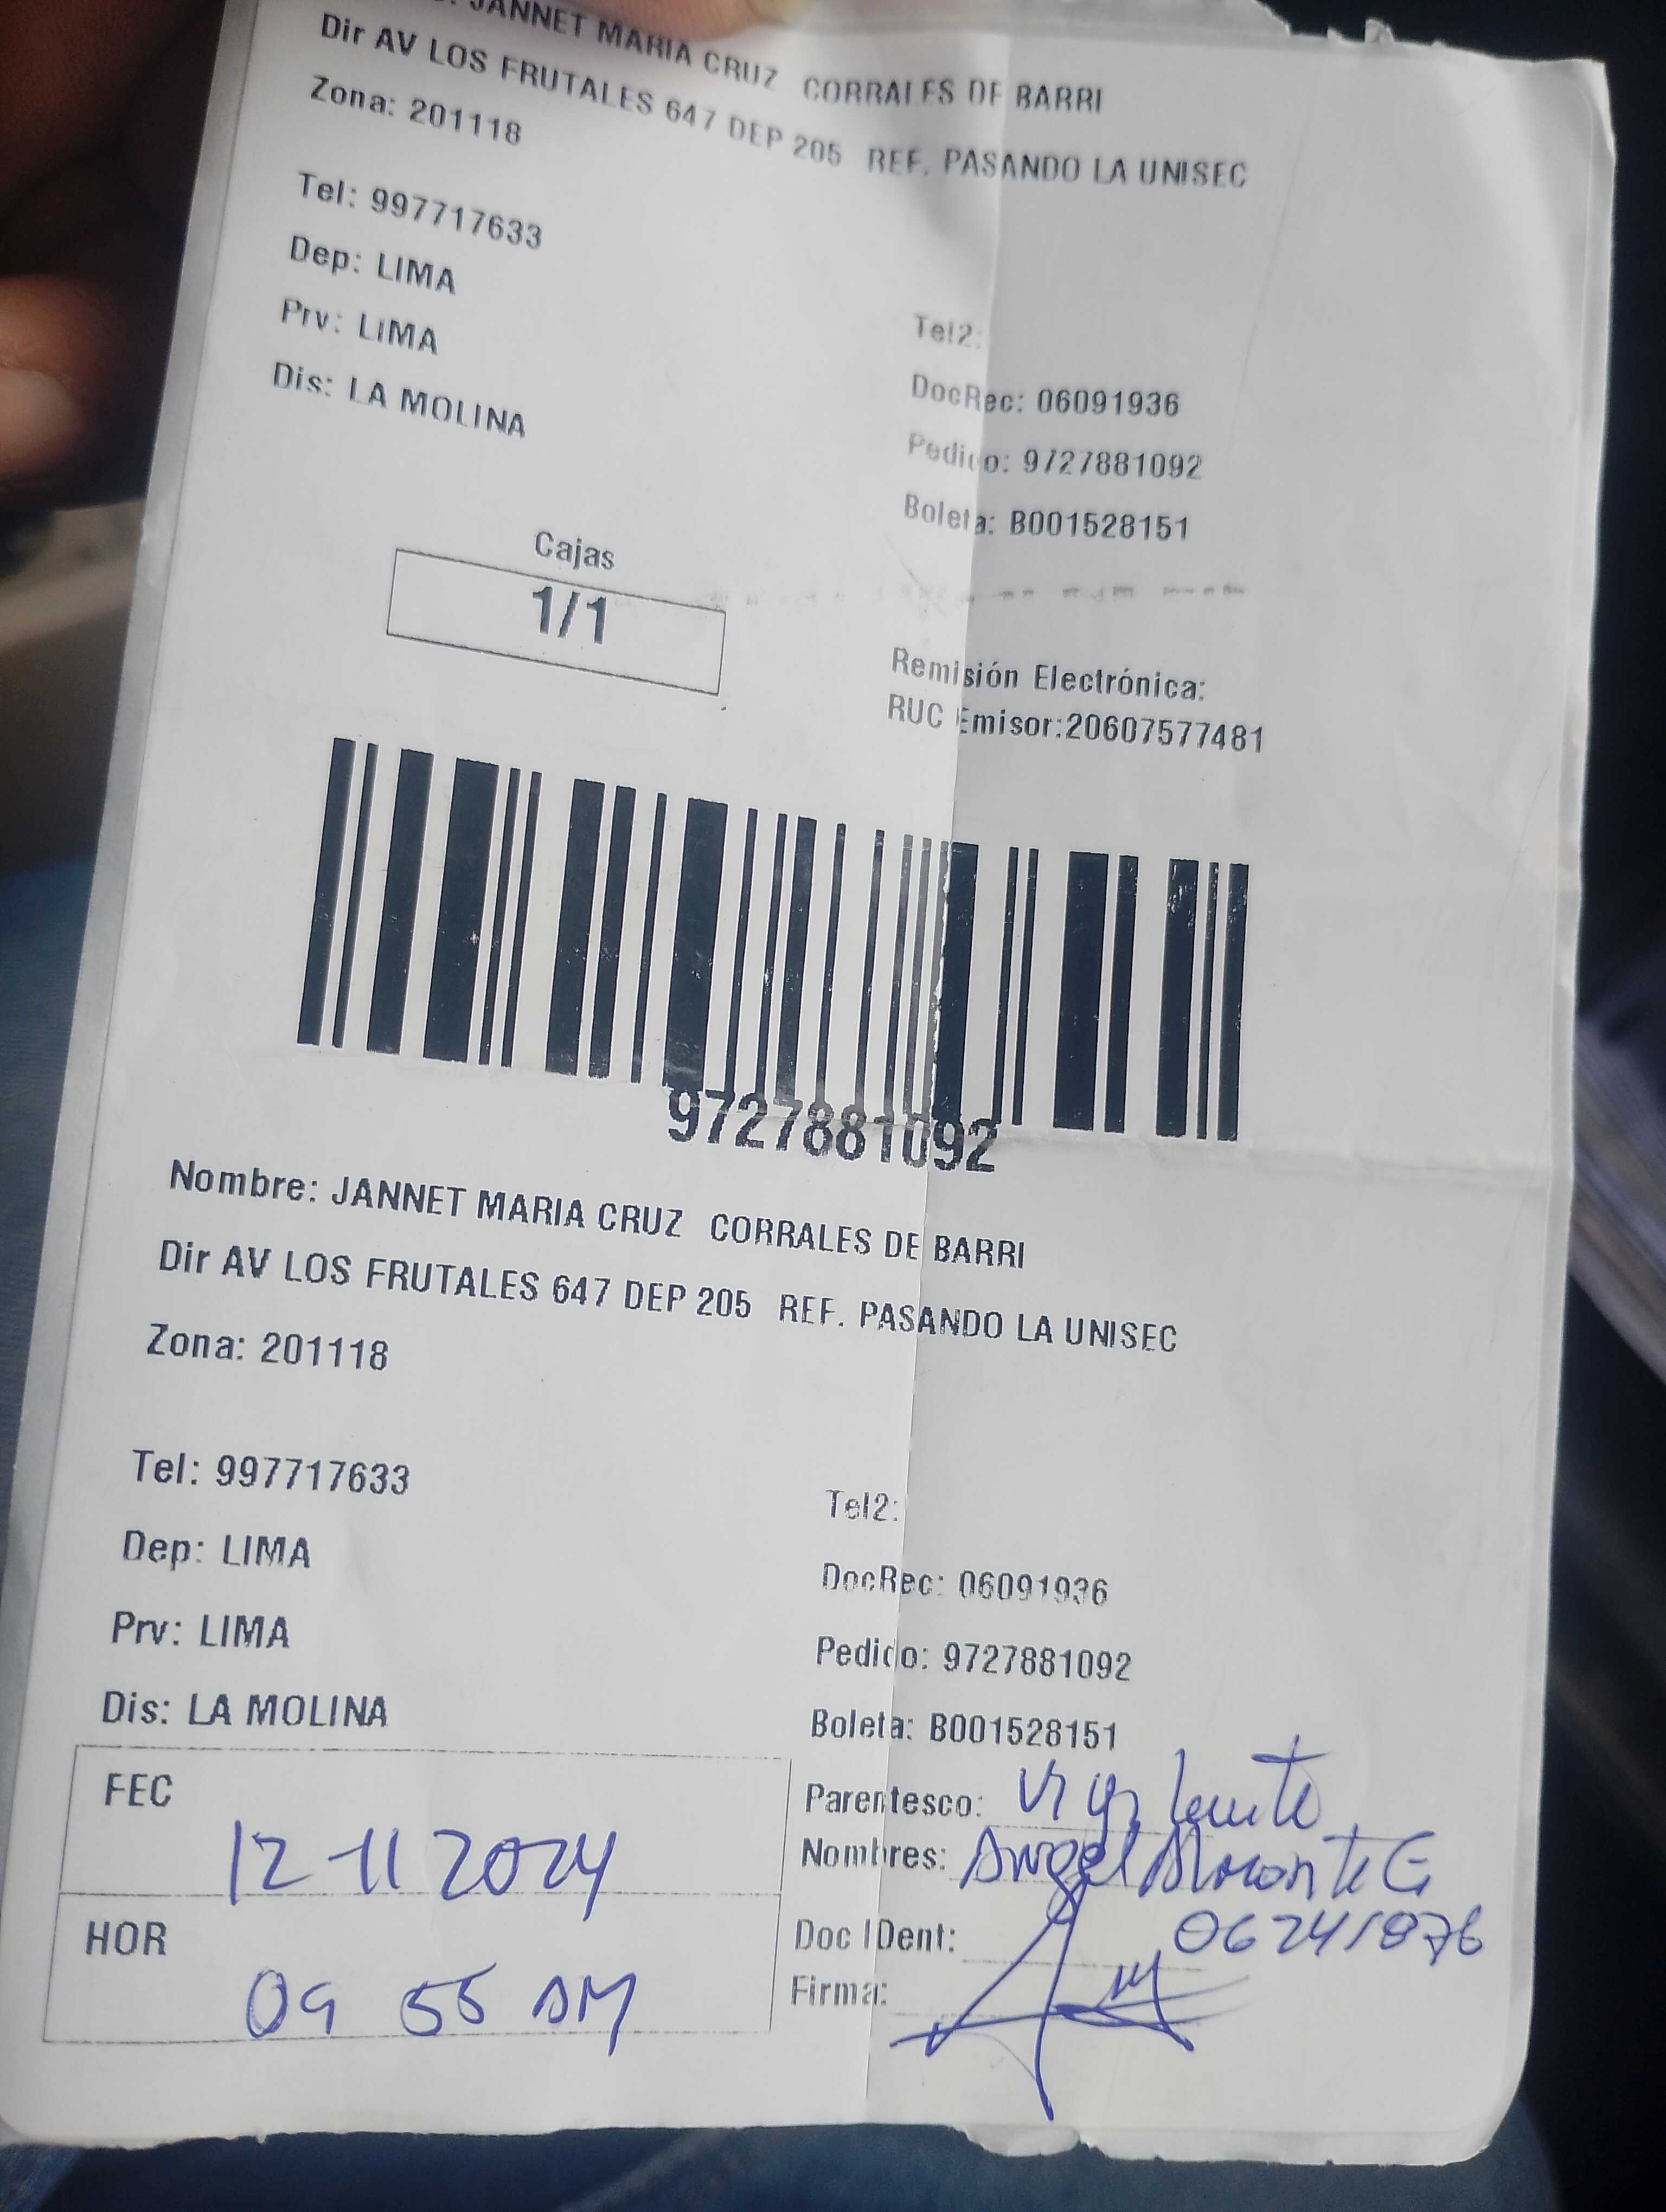 JANNET MARIA CRUZ CORRALES DE BARRI
Dir AV LOS FRUTALES 647 DEP 205 REF. PASANDO LA UNISEC
Zona: 201118
Tel: 997717633
Dep: LIMA
Prv: LIMA
Dis: LA MOLINA
Tel2:
DocRec: 06091936
Pedido: 9727881092
Boleta: B001528151
Cajas
1/1
Remisión Electrónica:
RUC Emisor:20607577481
9727881092
Nombre: JANNET MARIA CRUZ CORRALES DE BARRI
Dir AV LOS FRUTALES 647 DEP 205 REF. PASANDO LA UNISEC
Zona: 201118
Tel: 997717633
Dep: LIMA
Prv: LIMA
Dis: LA MOLINA
Tel2:
DocRec: 06091936
Pedido: 9727881092
Boleta: B001528151
FEC
12-11 2024
HOR
09 55 AM
Parentesco: Vigilante
Nombres: Angel
Doc IDent: 06241876
Firma: